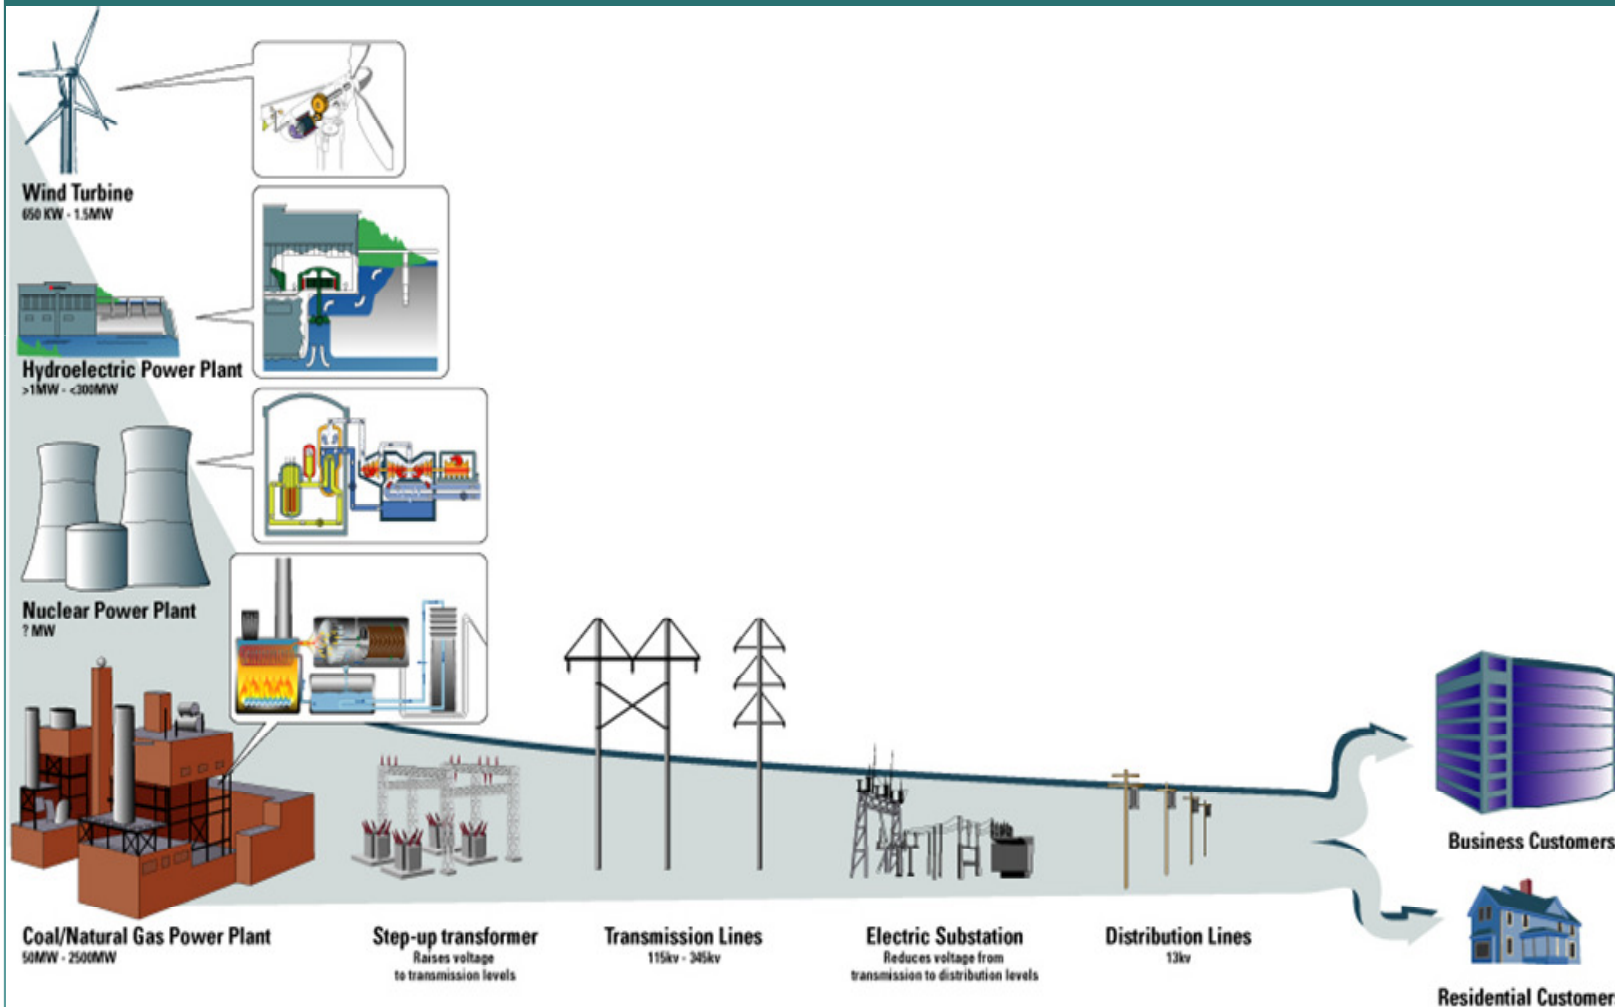 Wind Turbine
650 KW - 1.5MW
Hydroelectric Power Plant
>1MW - <300MW
Nuclear Power Plant
? MW
Coal/Natural Gas Power Plant
50MW - 2500MW
Step-up transformer
Raises voltage
to transmission levels
Transmission Lines
115kv - 345kv
Electric Substation
Reduces voltage from
transmission to distribution levels
Distribution Lines
13kv
Business Customers
Residential Customer